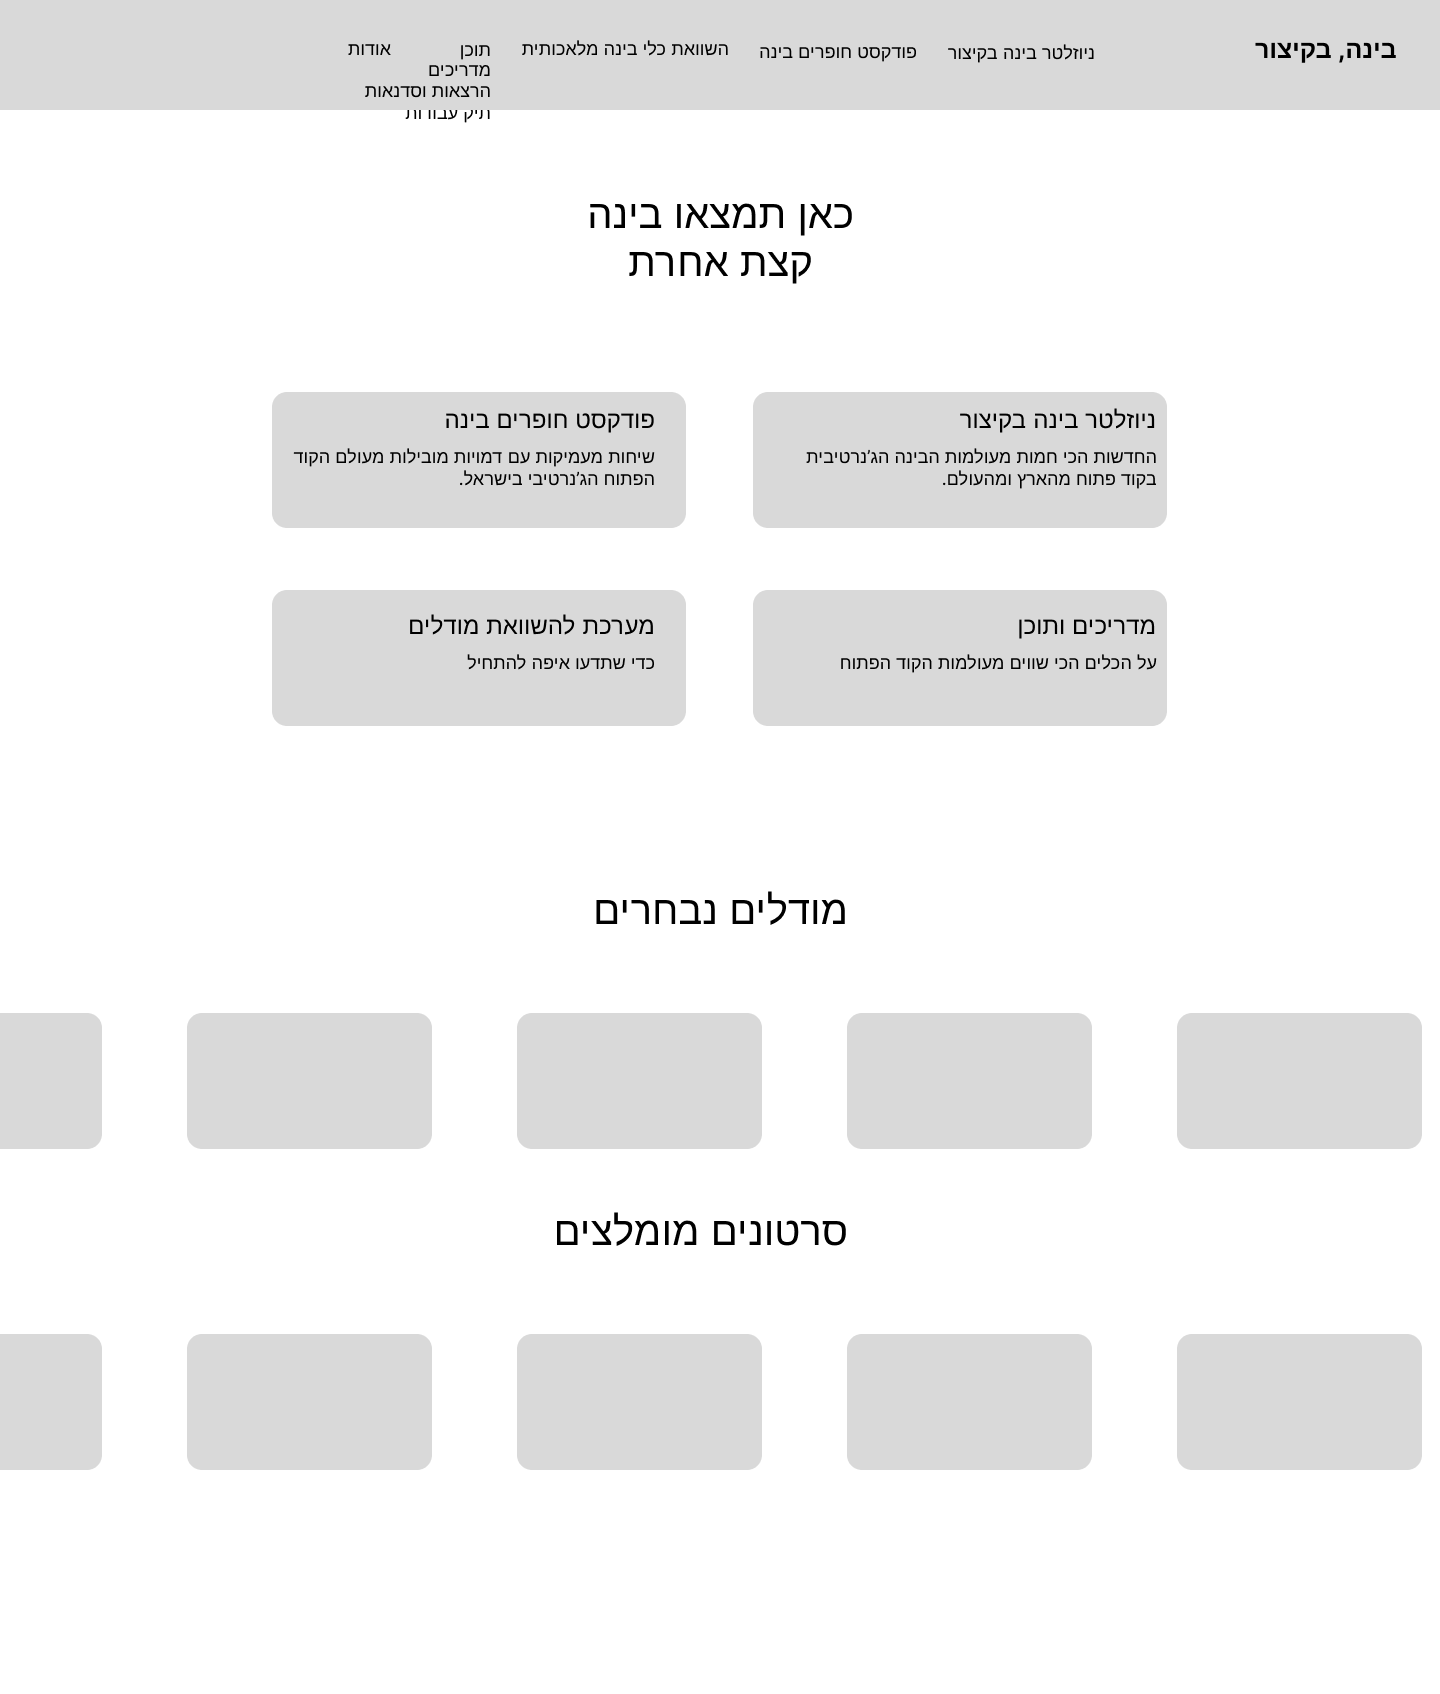 בינה, בקיצור
ניוזלטר בינה בקיצור
פודקסט חופרים בינה
השוואת כלי בינה מלאכותית
תוכן
מדריכים
הרצאות וסדנאות
תיק עבודות
אודות
כאן תמצאו בינה
קצת אחרת
ניוזלטר בינה בקיצור
החדשות הכי חמות מעולמות הבינה הג'נרטיבית
בקוד פתוח מהארץ ומהעולם.
פודקסט חופרים בינה
שיחות מעמיקות עם דמויות מובילות מעולם הקוד
הפתוח הג'נרטיבי בישראל.
מדריכים ותוכן
על הכלים הכי שווים מעולמות הקוד הפתוח
מערכת להשוואת מודלים
כדי שתדעו איפה להתחיל
מודלים נבחרים
סרטונים מומלצים